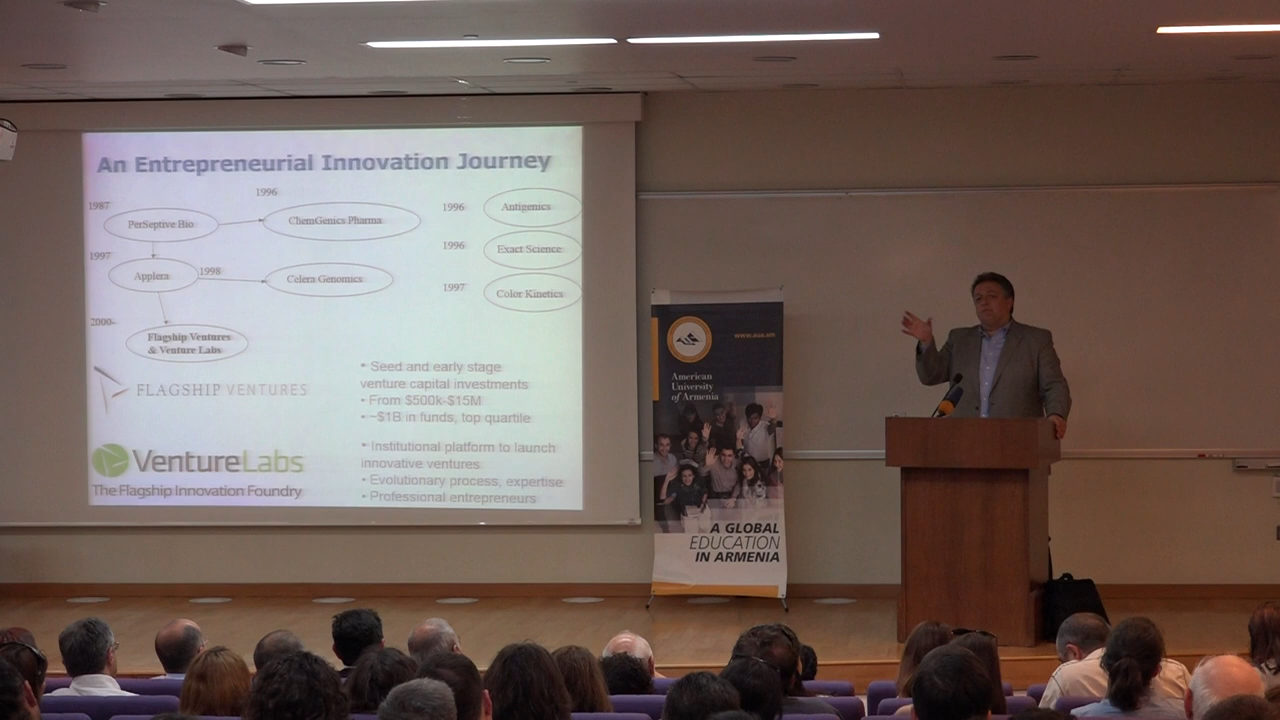 An Entrepreneurial Innovation Journey
1996
1987
PerSeptive Bio
ChemGenics Pharma
1997
Applera
1998
Celera Genomics
2000-
Flagship Ventures
& Venture Labs
1996
Antigenics
1996
Exact Science
1997
Color Kinetics
FLAGSHIP VENTURES
• Seed and early stage
venture capital investments
• From $500k-$15M
• ~$1B in funds, top quartile
VentureLabs
The Flagship Innovation Foundry
• Institutional platform to launch
innovative ventures
• Evolutionary process, expertise
• Professional entrepreneurs
www.aua.am
American
University
of Armenia
A GLOBAL
EDUCATION
IN ARMENIA